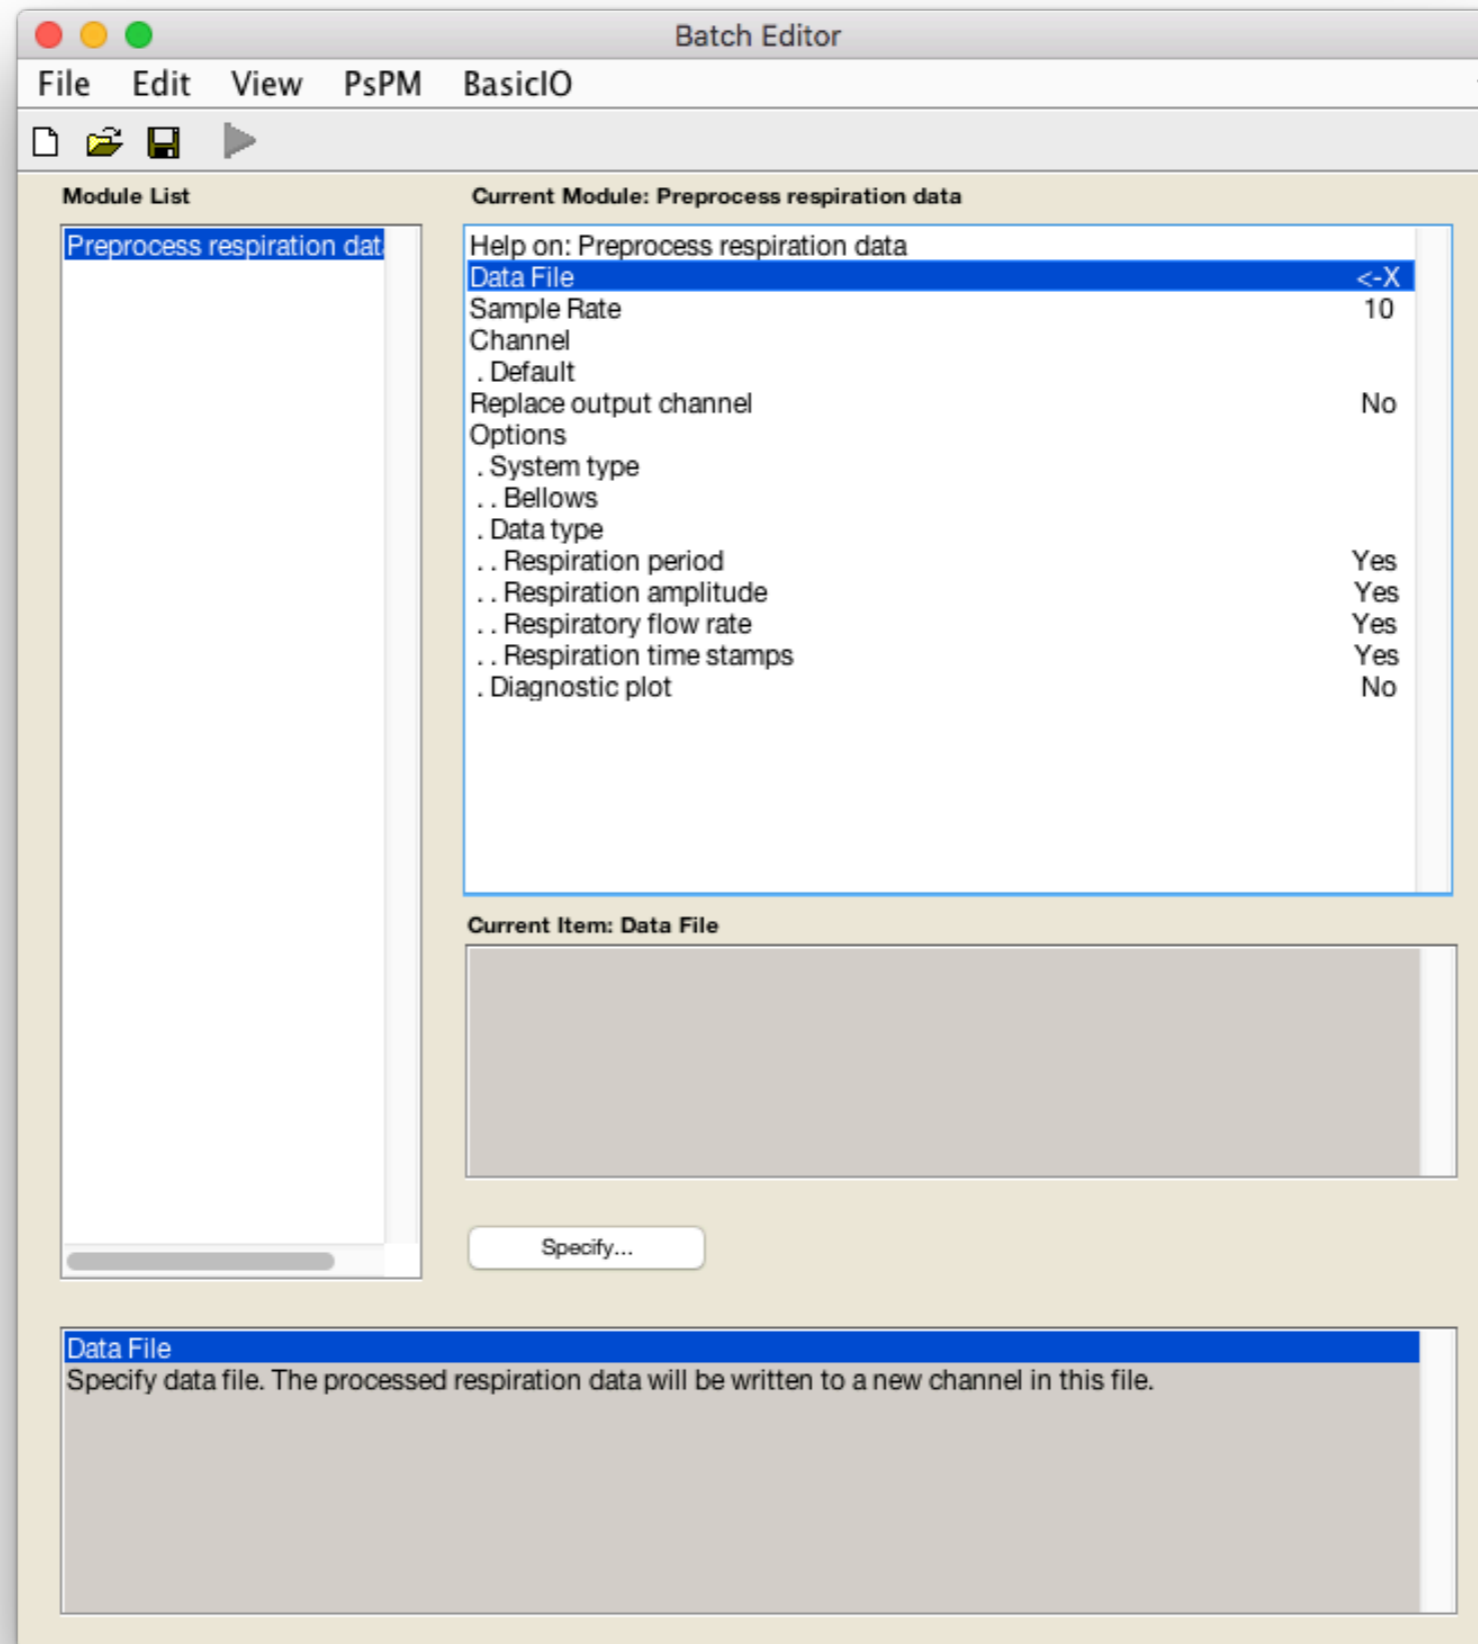 Batch Editor
File Edit View PsPM BasicIO
Module List
Preprocess respiration dat
Current Module: Preprocess respiration data
Help on: Preprocess respiration data
Data File <-X
Sample Rate 10
Channel
. Default
Replace output channel No
Options
. System type
. . Bellows
. Data type
. . Respiration period Yes
. . Respiration amplitude Yes
. . Respiratory flow rate Yes
. . Respiration time stamps Yes
. Diagnostic plot No
Current Item: Data File
Specify...
Data File
Specify data file. The processed respiration data will be written to a new channel in this file.